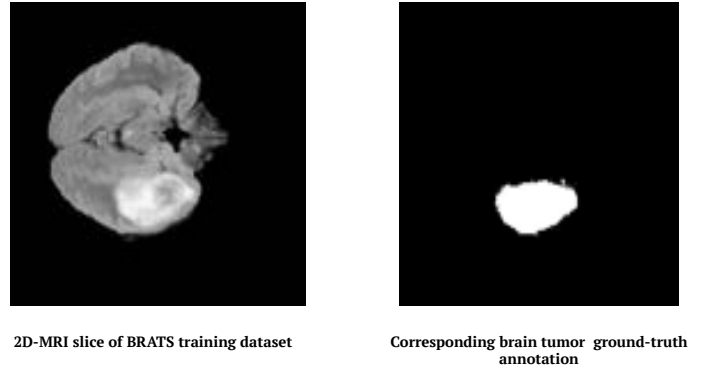 2D-MRI slice of BRATS training dataset
Corresponding brain tumor ground-truth
annotation